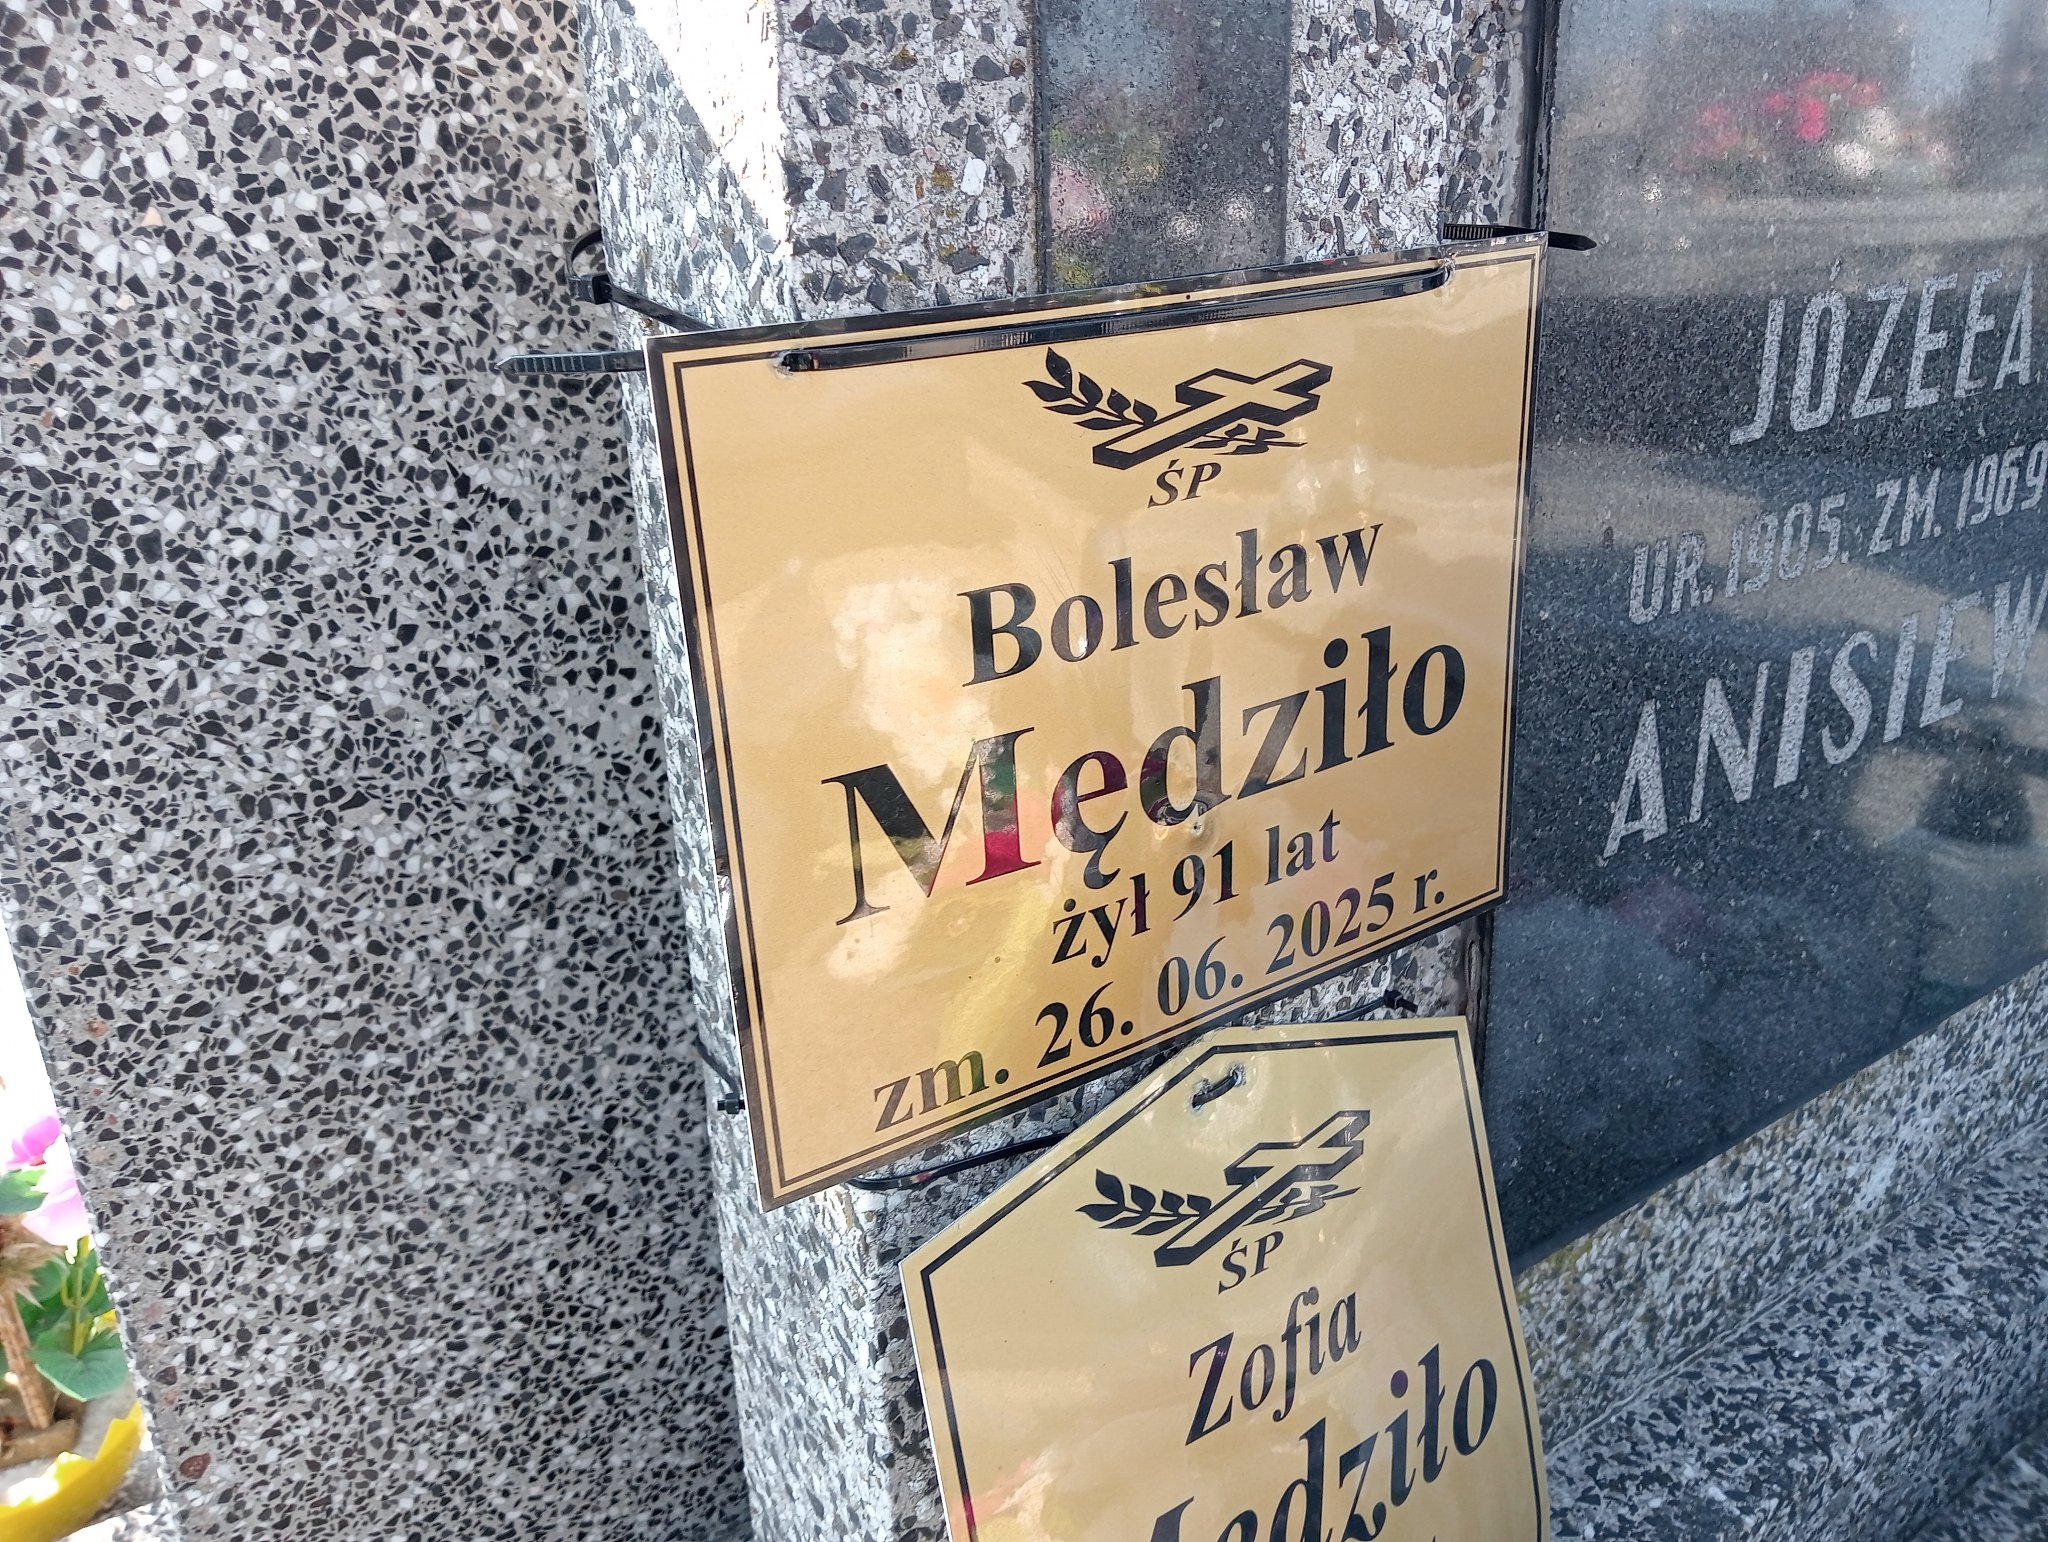 ŚP
Bolesław
Mędziło
żył 91 lat
zm. 26. 06. 2025 r.
ŚP
Zofia
JÓZEFA
UR. 1905. ZM. 1969